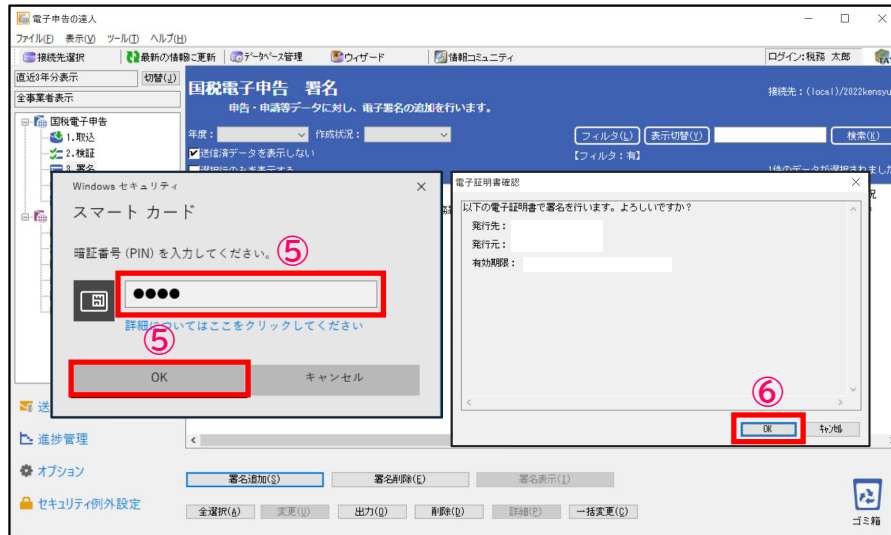 電子申告の達人
ファイル(F) 表示(V) ツール(T) ヘルプ(H)
接続先選択 最新の情報に更新 データベース管理 ウィザード 情報コミュニティ ログイン:税務 太郎
直近3年分表示 切替(J)
全事業者表示
国税電子申告 署名
接続先:(local)/2022kensyu
申告・申請等データに対し、電子署名の追加を行います。
国税電子申告
1.取込
2.検証
3.署名
年度: 作成状況: フィルタ(L) 表示切替(Y) 検索(K)
送信済データを表示しない 【フィルタ:有】
選択行のみを表示する 1件のデータが選択されました
Windows セキュリティ
スマート カード
暗証番号 (PIN) を入力してください。 ⑤
●●●●
詳細についてはここをクリックしてください
⑤
OK キャンセル
電子証明書確認
以下の電子証明書で署名を行います。よろしいですか?
発行先:
発行元:
有効期限:
⑥
OK キャンセル
送
進捗管理
オプション
セキュリティ例外設定
署名追加(S) 署名削除(E) 署名表示(I)
全選択(A) 変更(U) 出力(O) 削除(D) 詳細(P) 一括変更(C)
ゴミ箱